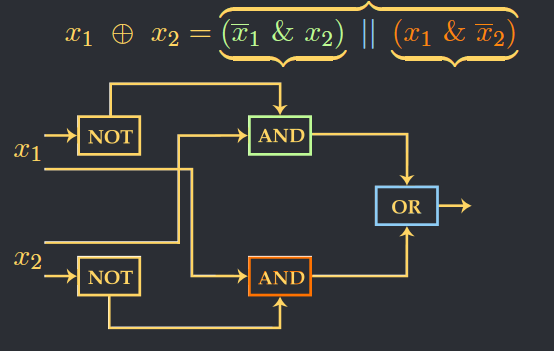 x₁ ⊕ x₂ = (x̅₁ & x₂) || (x₁ & x̅₂)
NOT
AND
x₁
OR
x₂
NOT
AND